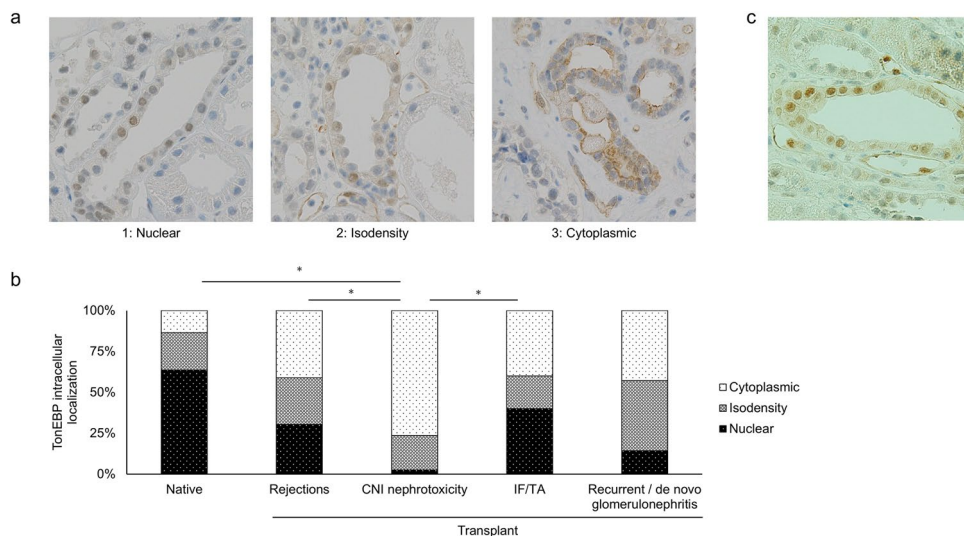 a
c
1: Nuclear
2: Isodensity
3: Cytoplasmic
b
*
*
*
TonEBP intracellular
localization
100%
75%
50%
25%
0%
Cytoplasmic
Isodensity
Nuclear
Native
Rejections
CNI nephrotoxicity
IF/TA
Recurrent / de novo
glomerulonephritis
Transplant